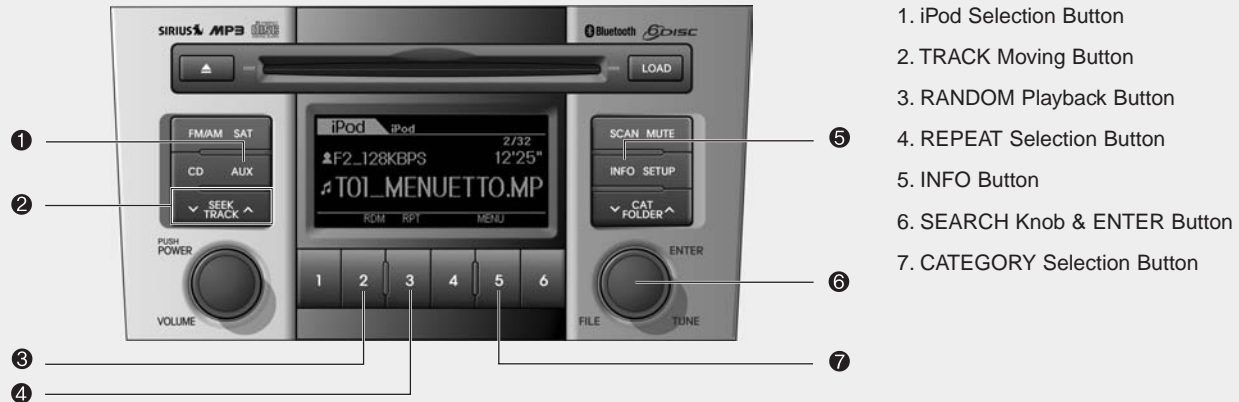 SIRIUS MP3
Bluetooth 6DISC
LOAD
FM/AM SAT
CD AUX
SEEK
TRACK
PUSH
POWER
VOLUME
iPod iPod
2/32
F2_128KBPS 12'25"
T01_MENUETTO.MP
RDM RPT MENU
1 2 3 4 5 6
SCAN MUTE
INFO SETUP
CAT
FOLDER
ENTER
FILE TUNE
1
2
3
4
5
6
7
1. iPod Selection Button
2. TRACK Moving Button
3. RANDOM Playback Button
4. REPEAT Selection Button
5. INFO Button
6. SEARCH Knob & ENTER Button
7. CATEGORY Selection Button